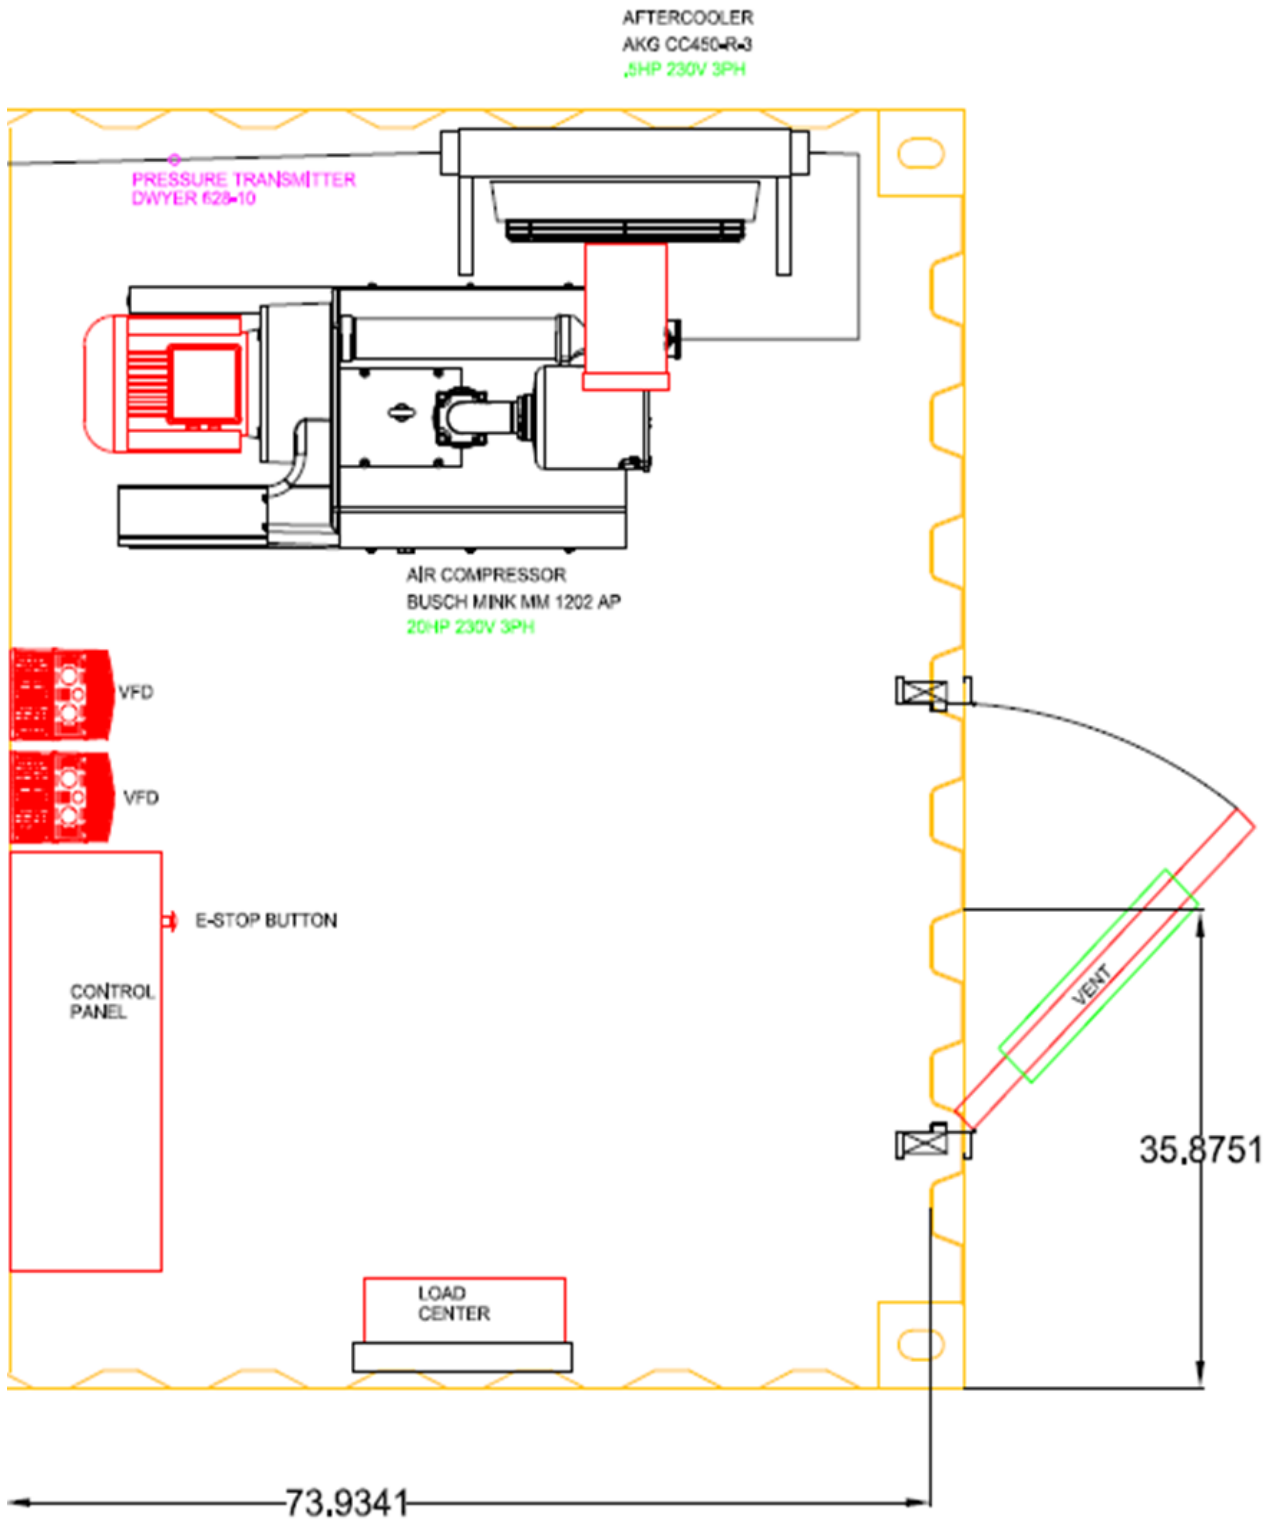 AFTERCOOLER
AKG CC450-R-3
.5HP 230V 3PH
PRESSURE TRANSMITTER
DWYER 628-10
AIR COMPRESSOR
BUSCH MINK MM 1202 AP
20HP 230V 3PH
VFD
VFD
E-STOP BUTTON
CONTROL
PANEL
VENT
35.8751
LOAD
CENTER
73.9341